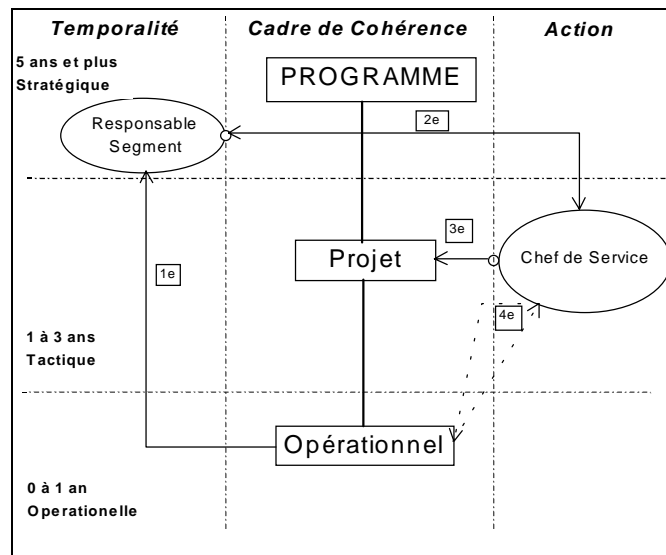 Temporalité
Cadre de Cohérence
Action
5 ans et plus
Stratégique
PROGRAMME
Responsable
Segment
2e
3e
Projet
Chef de Service
1e
4e
1 à 3 ans
Tactique
Opérationnel
0 à 1 an
Operationelle